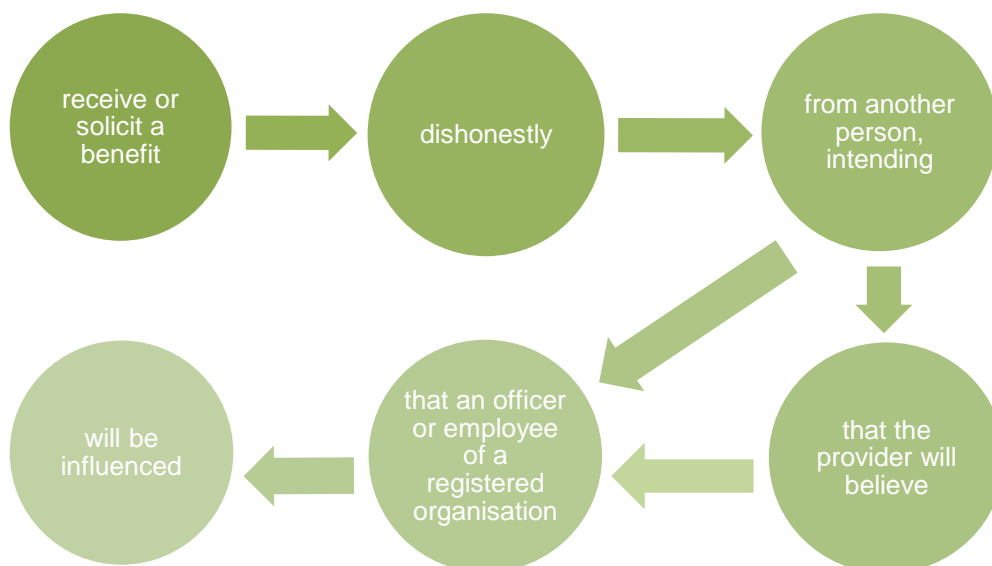 receive or
solicit a
benefit
dishonestly
from another
person,
intending
that the
provider will
believe
that an officer
or employee
of a
registered
organisation
will be
influenced